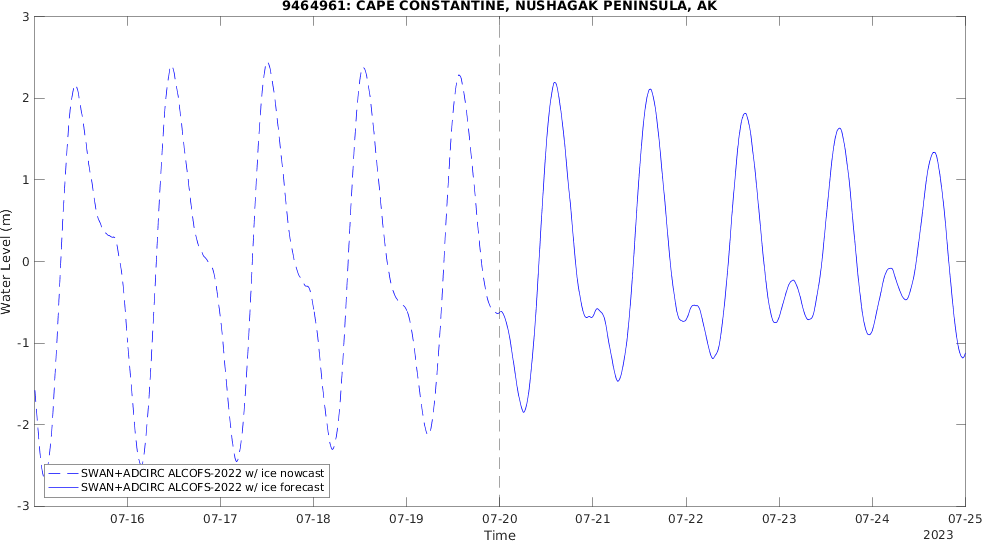 9464961: CAPE CONSTANTINE, NUSHAGAK PENINSULA, AK
3
2
1
0
-1
-2
-3
Water Level (m)
SWAN+ADCIRC ALCOFS-2022 w/ ice nowcast
SWAN+ADCIRC ALCOFS-2022 w/ ice forecast
07-16 07-17 07-18 07-19 07-20 07-21 07-22 07-23 07-24 07-25
Time
2023